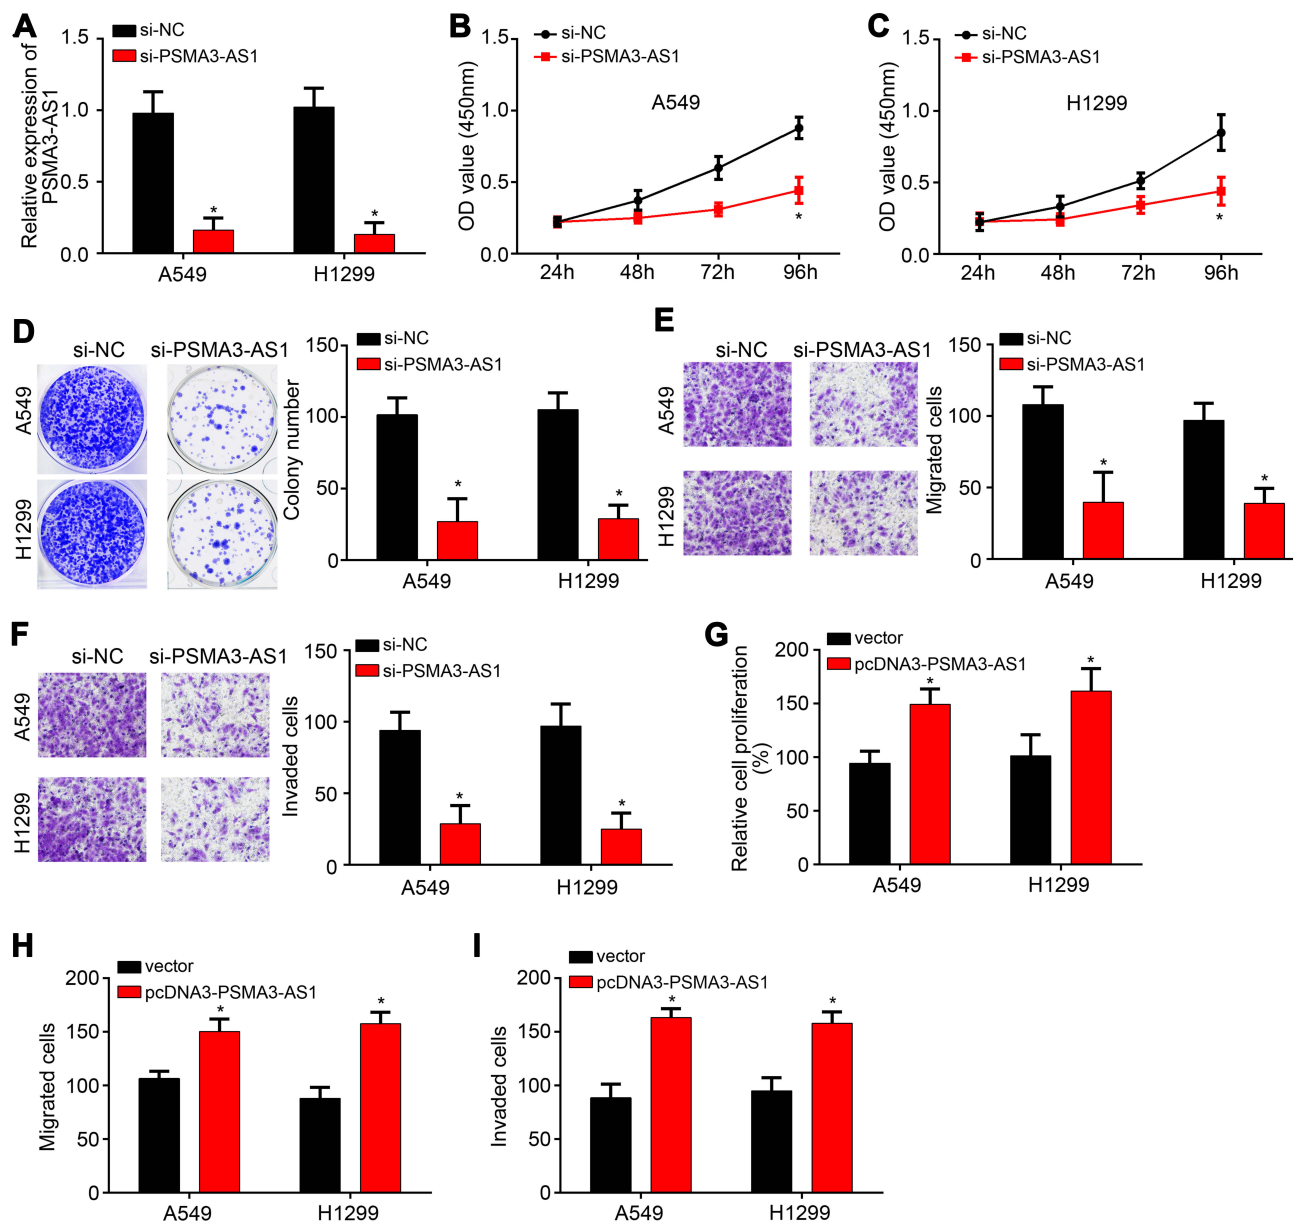 A
si-NC
si-PSMA3-AS1
Relative expression of
PSMA3-AS1
1.5
1.0
0.5
0.0
*
*
A549
H1299
B
si-NC
si-PSMA3-AS1
A549
OD value (450nm)
1.5
1.0
0.5
0.0
*
24h
48h
72h
96h
C
si-NC
si-PSMA3-AS1
H1299
OD value (450nm)
1.5
1.0
0.5
0.0
*
24h
48h
72h
96h
D
si-NC
si-PSMA3-AS1
A549
H1299
si-NC
si-PSMA3-AS1
Colony number
150
100
50
0
*
*
A549
H1299
E
si-NC
si-PSMA3-AS1
A549
H1299
si-NC
si-PSMA3-AS1
Migrated cells
150
100
50
0
*
*
A549
H1299
F
si-NC
si-PSMA3-AS1
A549
H1299
si-NC
si-PSMA3-AS1
Invaded cells
150
100
50
0
*
*
A549
H1299
G
vector
pcDNA3-PSMA3-AS1
Relative cell proliferation
(%)
200
150
100
50
0
*
*
A549
H1299
H
vector
pcDNA3-PSMA3-AS1
Migrated cells
200
150
100
50
0
*
*
A549
H1299
I
vector
pcDNA3-PSMA3-AS1
Invaded cells
200
150
100
50
0
*
*
A549
H1299